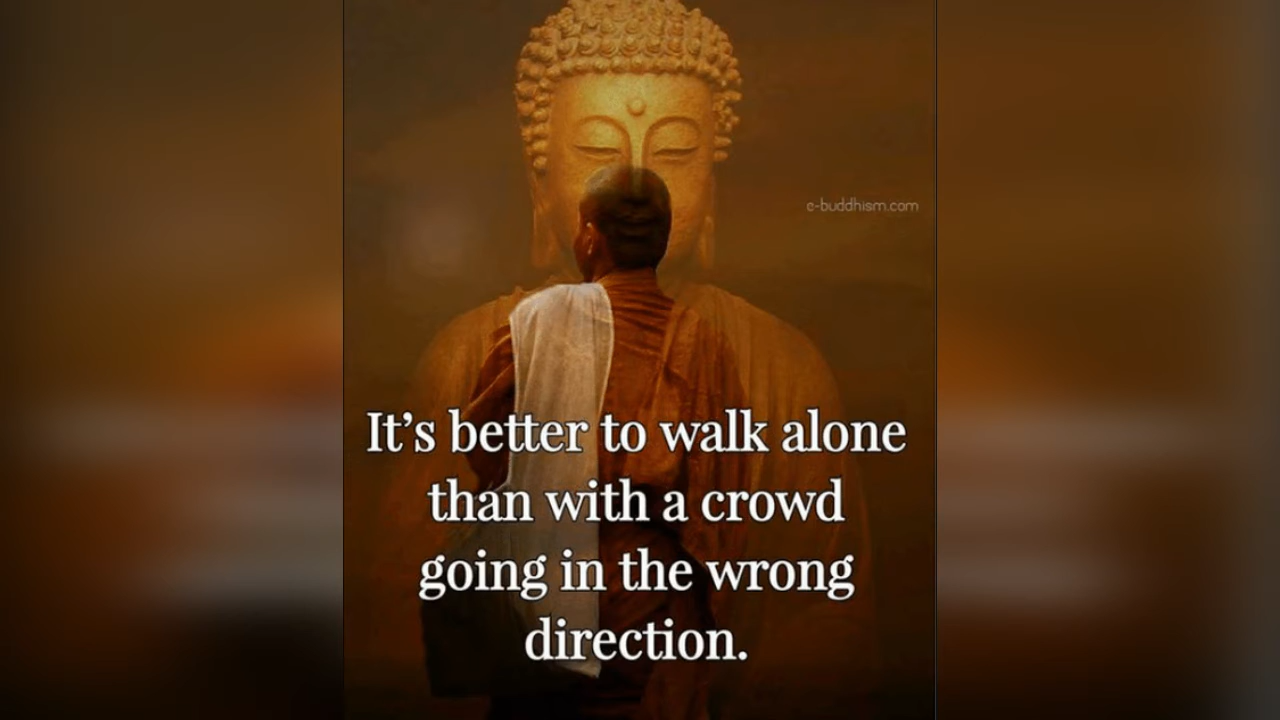 e-buddhism.com
It’s better to walk alone
than with a crowd
going in the wrong
direction.